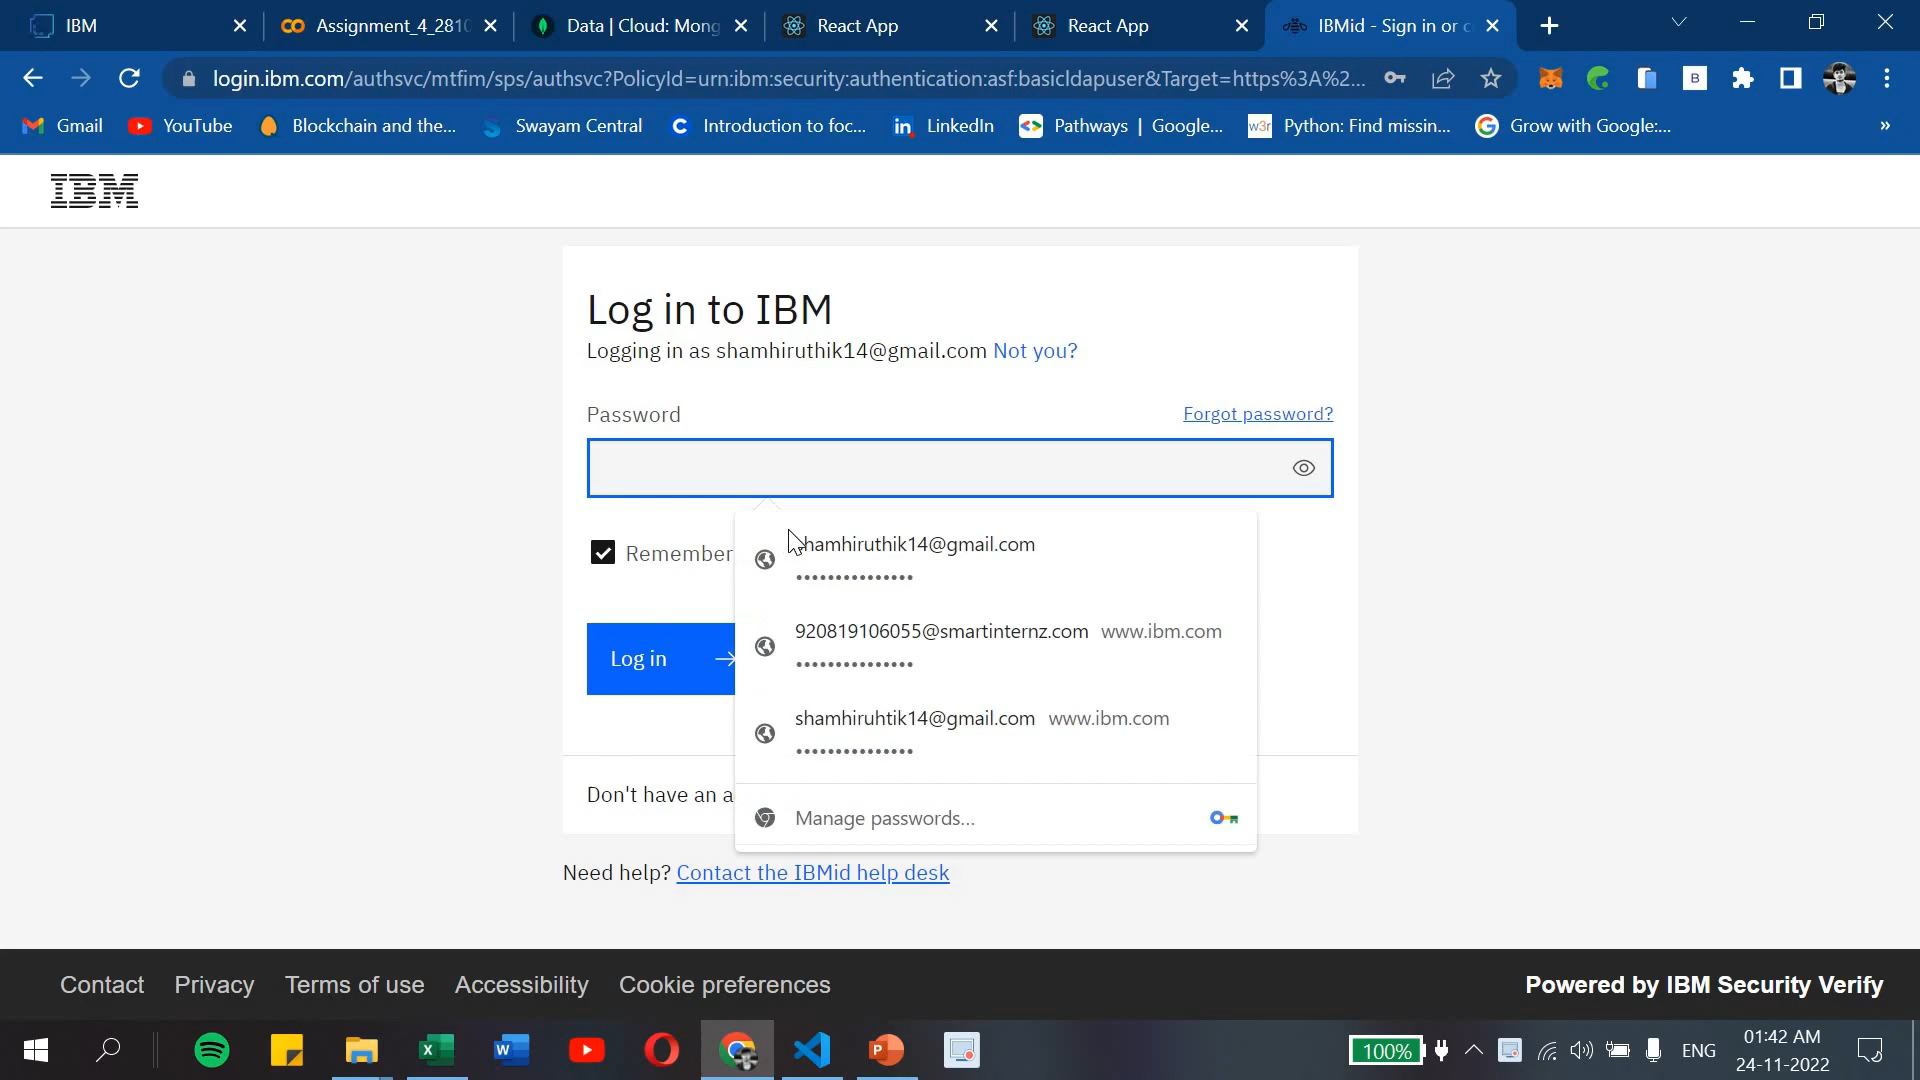 IBM
Assignment_4_281
Data | Cloud: Mong
React App
React App
IBMid - Sign in or c
login.ibm.com/authsvc/mtfim/sps/authsvc?PolicyId=urn:ibm:security:authentication:asf:basicldapuser&Target=https%3A%2...
Gmail
YouTube
Blockchain and the...
Swayam Central
Introduction to foc...
LinkedIn
Pathways | Google...
Python: Find missin...
Grow with Google:...
»
IBM
Log in to IBM
Logging in as shamhiruthik14@gmail.com Not you?
Password
Forgot password?
shamhiruthik14@gmail.com
•••••••••••••••
Remember
920819106055@smartinternz.com www.ibm.com
•••••••••••••••
Log in
shamhiruhtik14@gmail.com www.ibm.com
•••••••••••••••
Don't have an a
Manage passwords...
Need help? Contact the IBMid help desk
Contact
Privacy
Terms of use
Accessibility
Cookie preferences
Powered by IBM Security Verify
100%
ENG
01:42 AM
24-11-2022